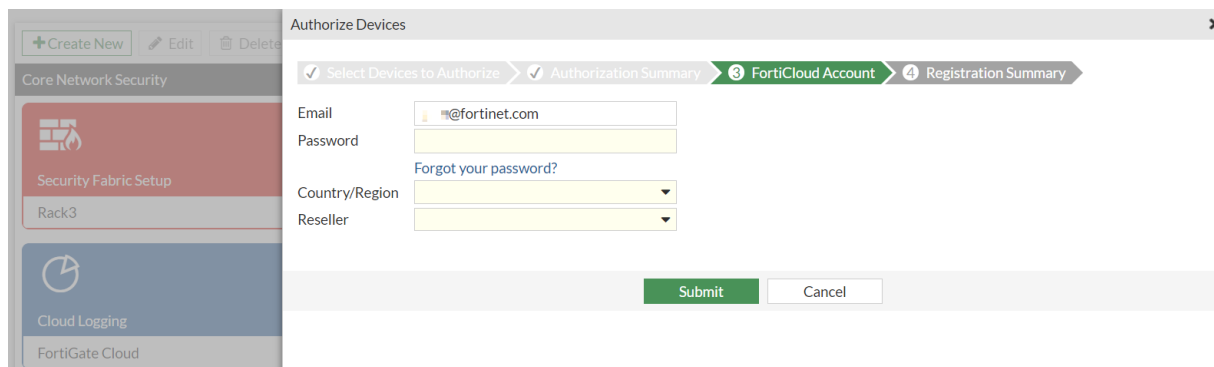 Authorize Devices
Create New Edit Delete
Core Network Security
Select Devices to Authorize Authorization Summary 3 FortiCloud Account 4 Registration Summary
Email @fortinet.com
Password
Forgot your password?
Country/Region
Reseller
Security Fabric Setup
Rack3
Submit Cancel
Cloud Logging
FortiGate Cloud